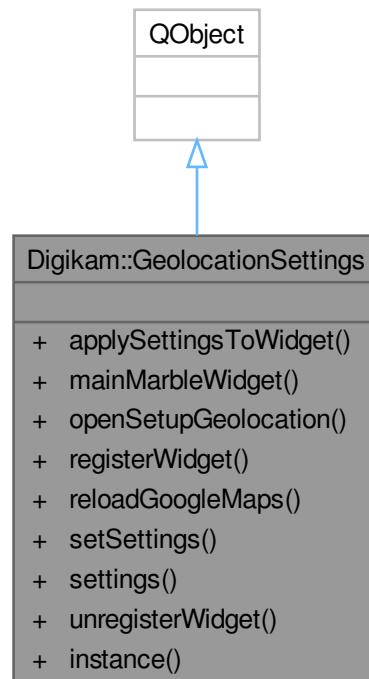 QObject
Digikam::GeolocationSettings
+ applySettingsToWidget()
+ mainMarbleWidget()
+ openSetupGeolocation()
+ registerWidget()
+ reloadGoogleMaps()
+ setSettings()
+ settings()
+ unregisterWidget()
+ instance()